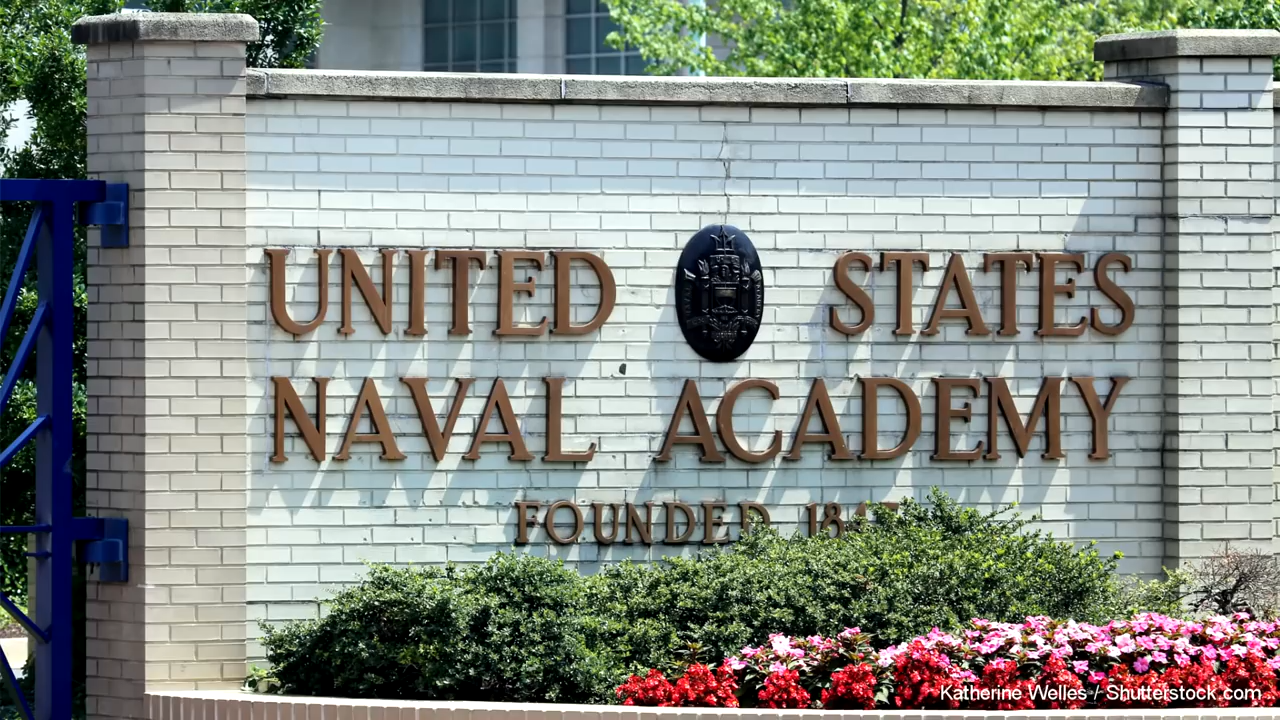 UNITED STATES
NAVAL ACADEMY
FOUNDED
Katherine Welles / Shutterstock.com